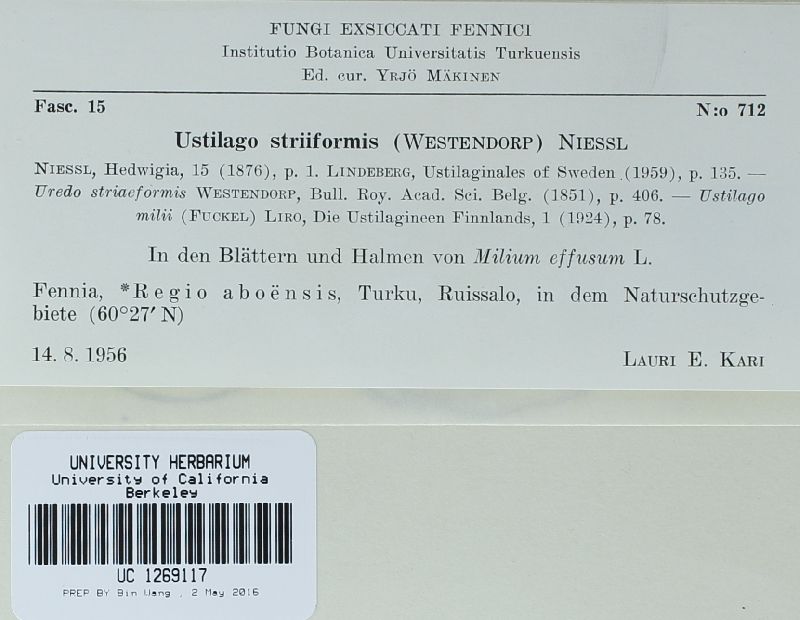 FUNGI EXSICCATI FENNICI
Institutio Botanica Universitatis Turkuensis
Ed. cur. YRJÖ MÄKINEN
Fasc. 15
N:o 712
Ustilago striiformis (WESTENDORP) NIESSL
NIESSL, Hedwigia, 15 (1876), p. 1. LINDEBERG, Ustilaginales of Sweden (1959), p. 135. —
Uredo striaeformis WESTENDORP, Bull. Roy. Acad. Sci. Belg. (1851), p. 406. — Ustilago
milii (FUCKEL) LIRO, Die Ustilagineen Finnlands, 1 (1924), p. 78.
In den Blättern und Halmen von Milium effusum L.
Fennia, *Regio aboënsis, Turku, Ruissalo, in dem Naturschutzge-
biete (60°27′ N)
14. 8. 1956
LAURI E. KARI
UNIVERSITY HERBARIUM
University of California
Berkeley
UC 1269117
PREP BY Bin Wang , 2 May 2016